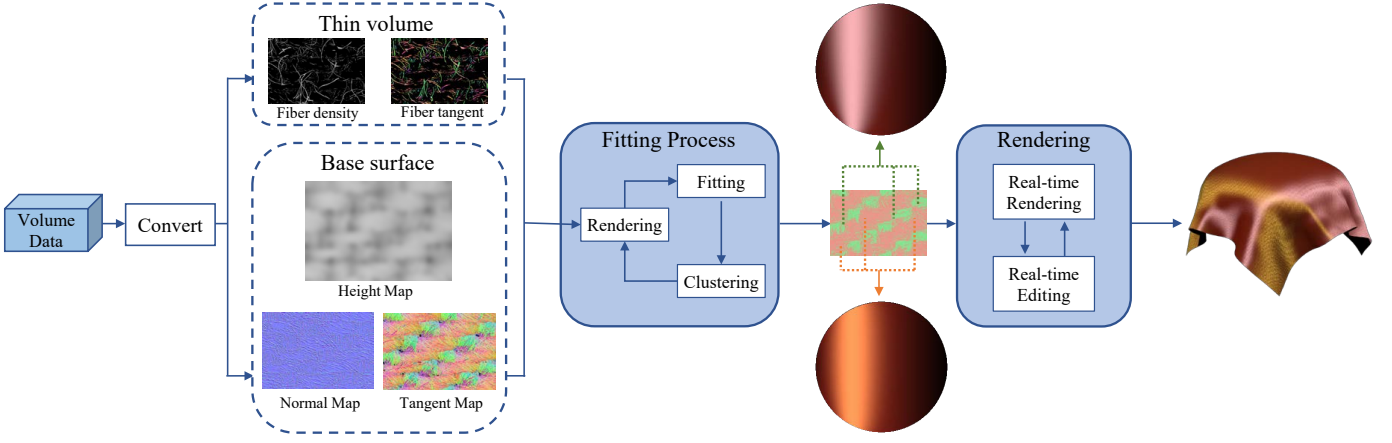 Thin volume
Fiber density
Fiber tangent
Base surface
Height Map
Normal Map
Tangent Map
Volume
Data
Convert
Fitting Process
Fitting
Rendering
Clustering
Rendering
Real-time
Rendering
Real-time
Editing